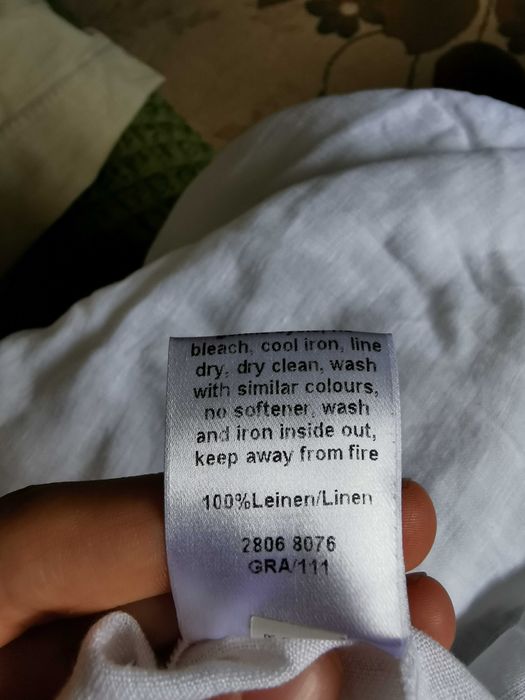 bleach, cool iron, line
dry, dry clean, wash
with similar colours,
no softener, wash
and iron inside out,
keep away from fire
100%Leinen/Linen
2806 8076
GRA/111